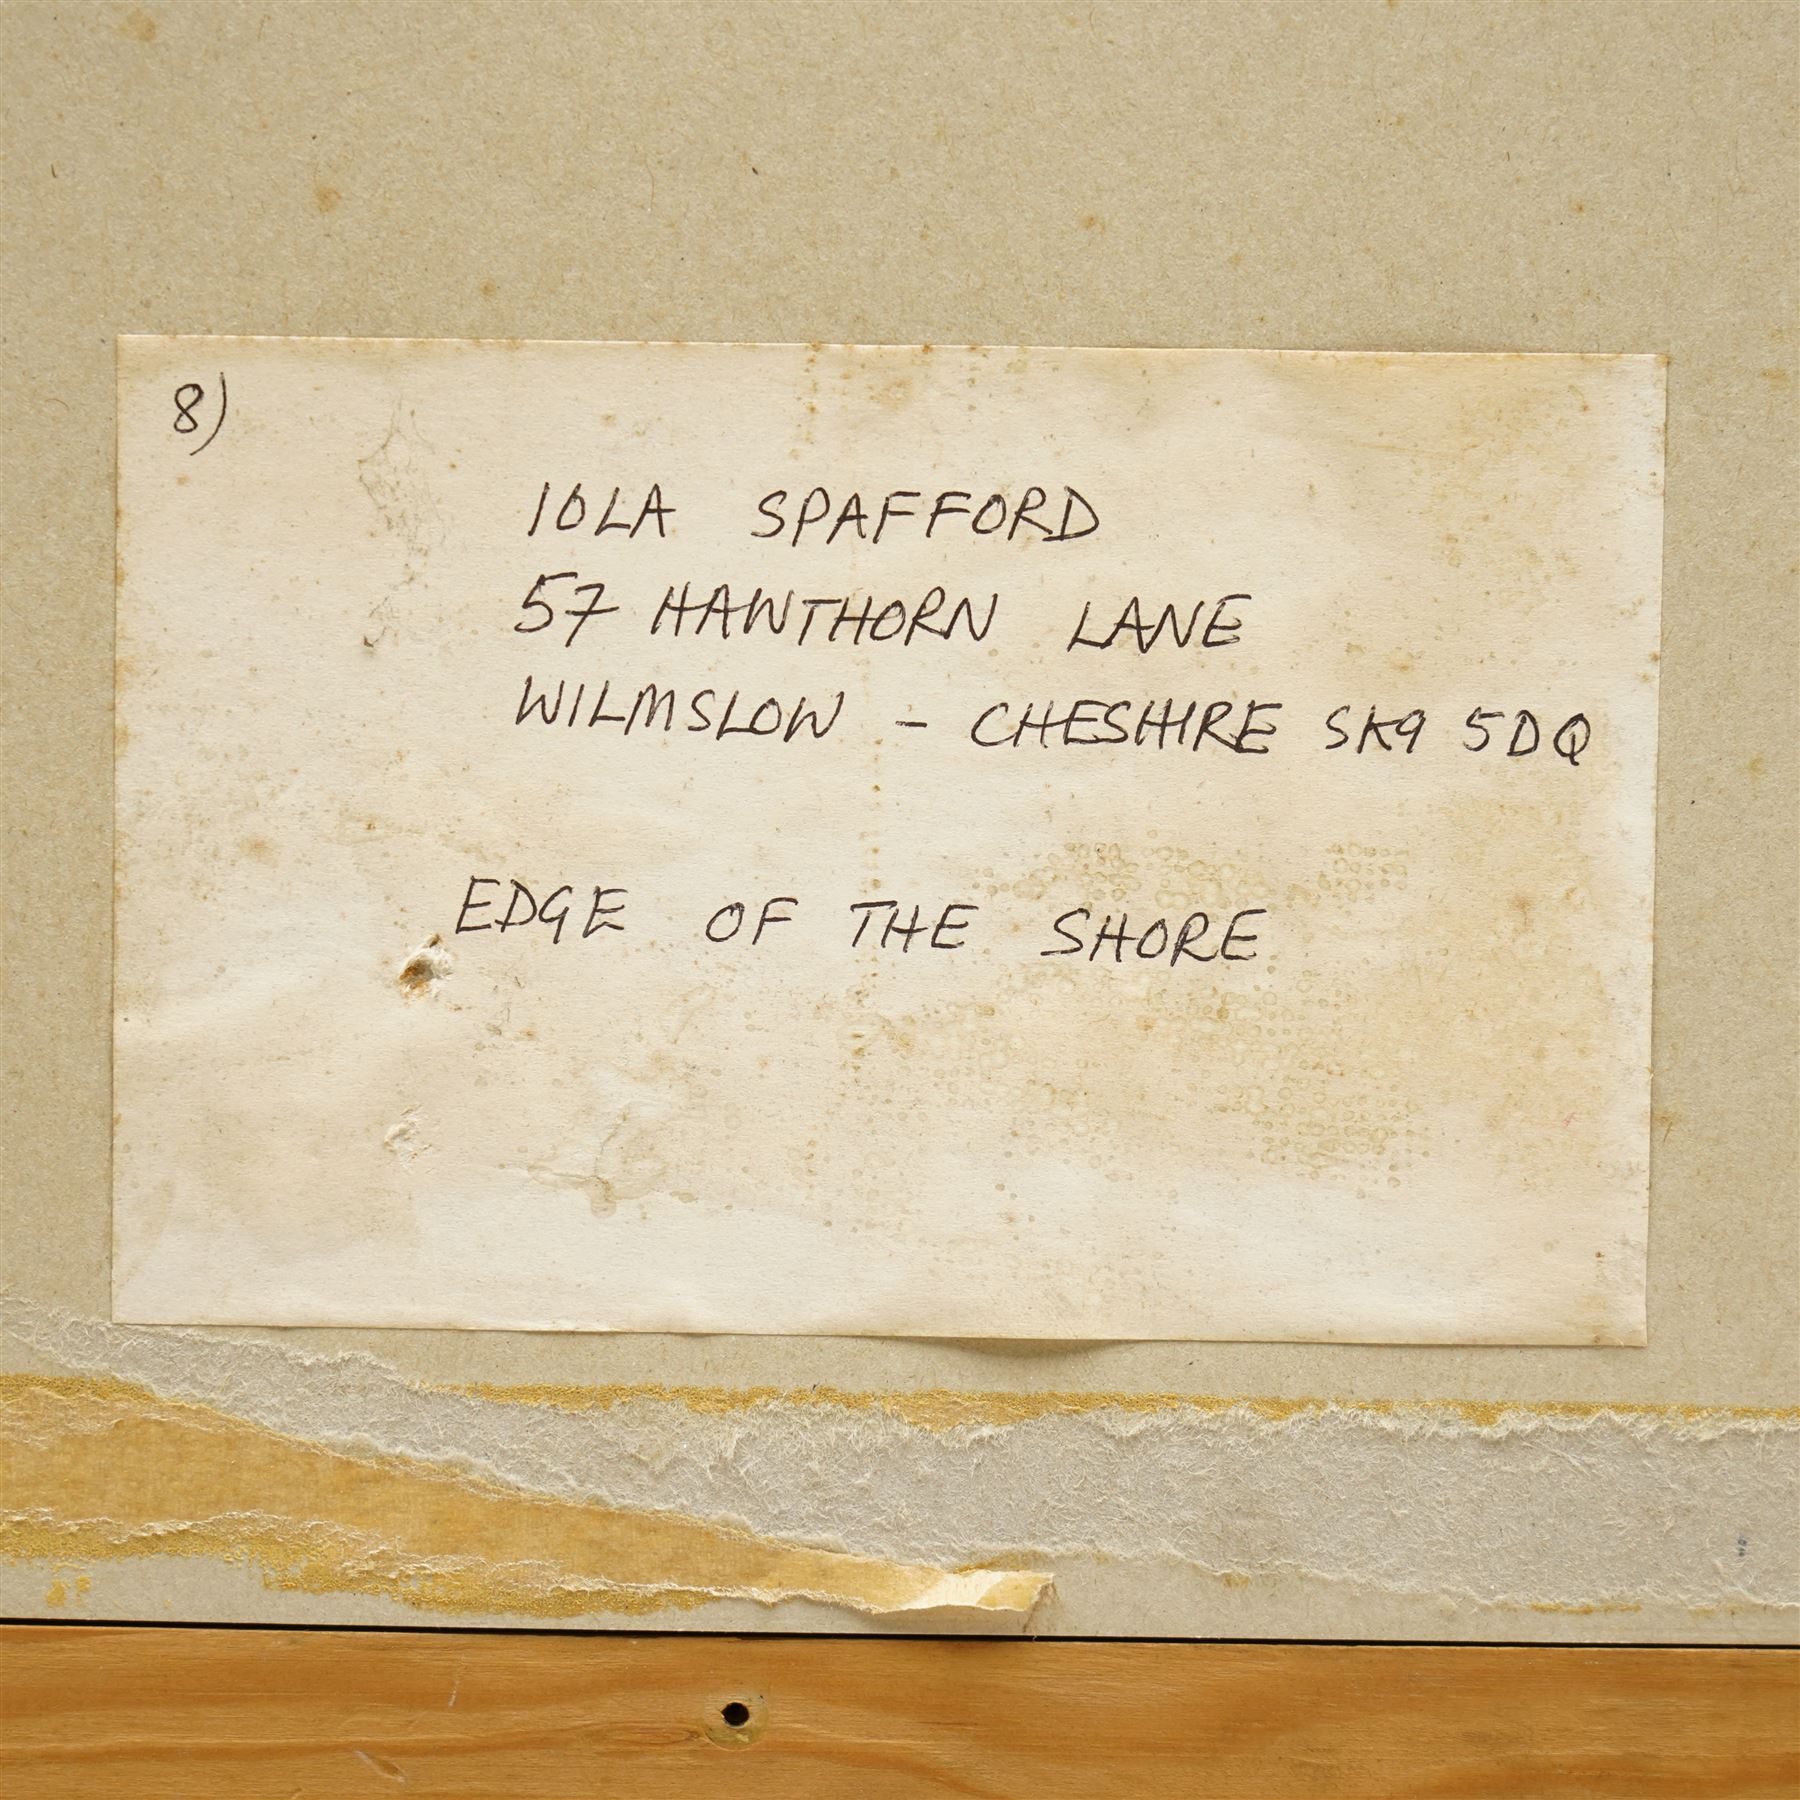 8)
IOLA SPAFFORD
57 HAWTHORN LANE
WILMSLOW - CHESHIRE SK9 5DQ
EDGE OF THE SHORE